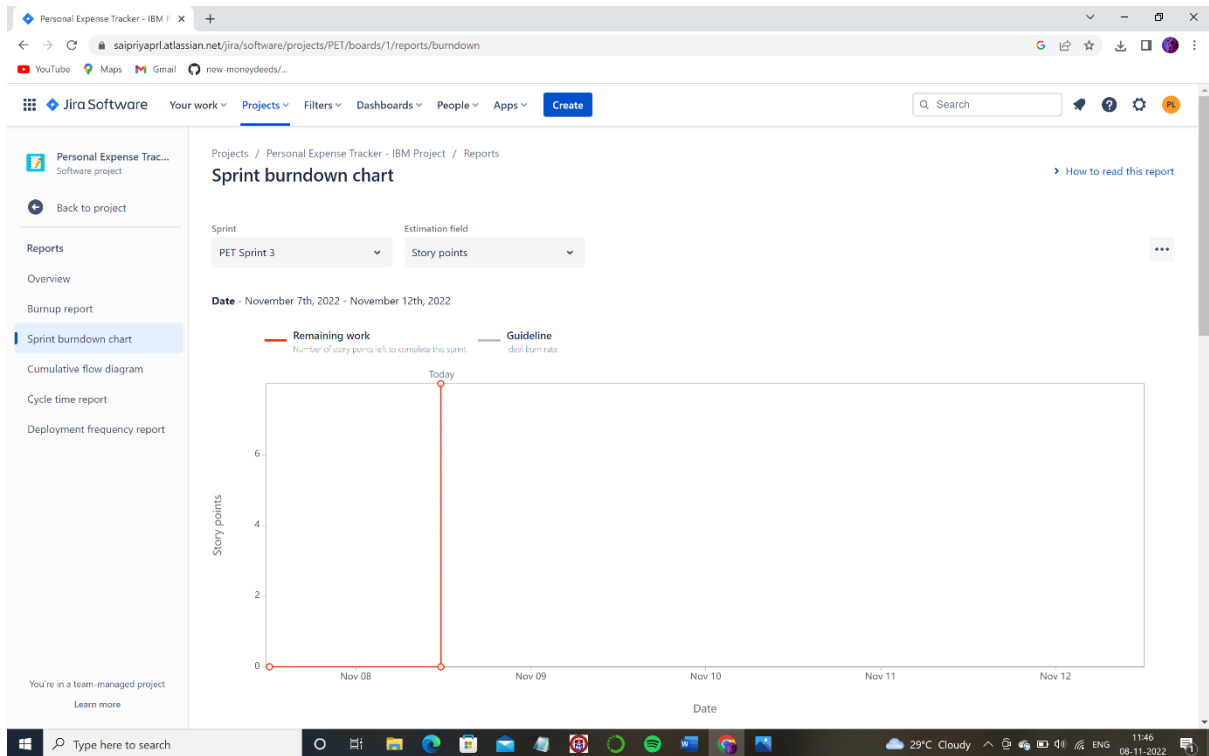 Personal Expense Tracker - IBM P
saipriyaprl.atlassian.net/jira/software/projects/PET/boards/1/reports/burndown
YouTube Maps Gmail new-moneydeeds/...
Jira Software Your work Projects Filters Dashboards People Apps Create Search PL
Personal Expense Trac...
Software project
Back to project
Reports
Overview
Burnup report
Sprint burndown chart
Cumulative flow diagram
Cycle time report
Deployment frequency report
You're in a team-managed project
Learn more
Projects / Personal Expense Tracker - IBM Project / Reports
Sprint burndown chart
How to read this report
Sprint Estimation field
PET Sprint 3 Story points
Date - November 7th, 2022 - November 12th, 2022
Remaining work Guideline
Number of story points left to complete this sprint Ideal burn rate
Today
6
4
2
0
Story points
Nov 08 Nov 09 Nov 10 Nov 11 Nov 12
Date
Type here to search
29°C Cloudy ENG 11:46
08-11-2022